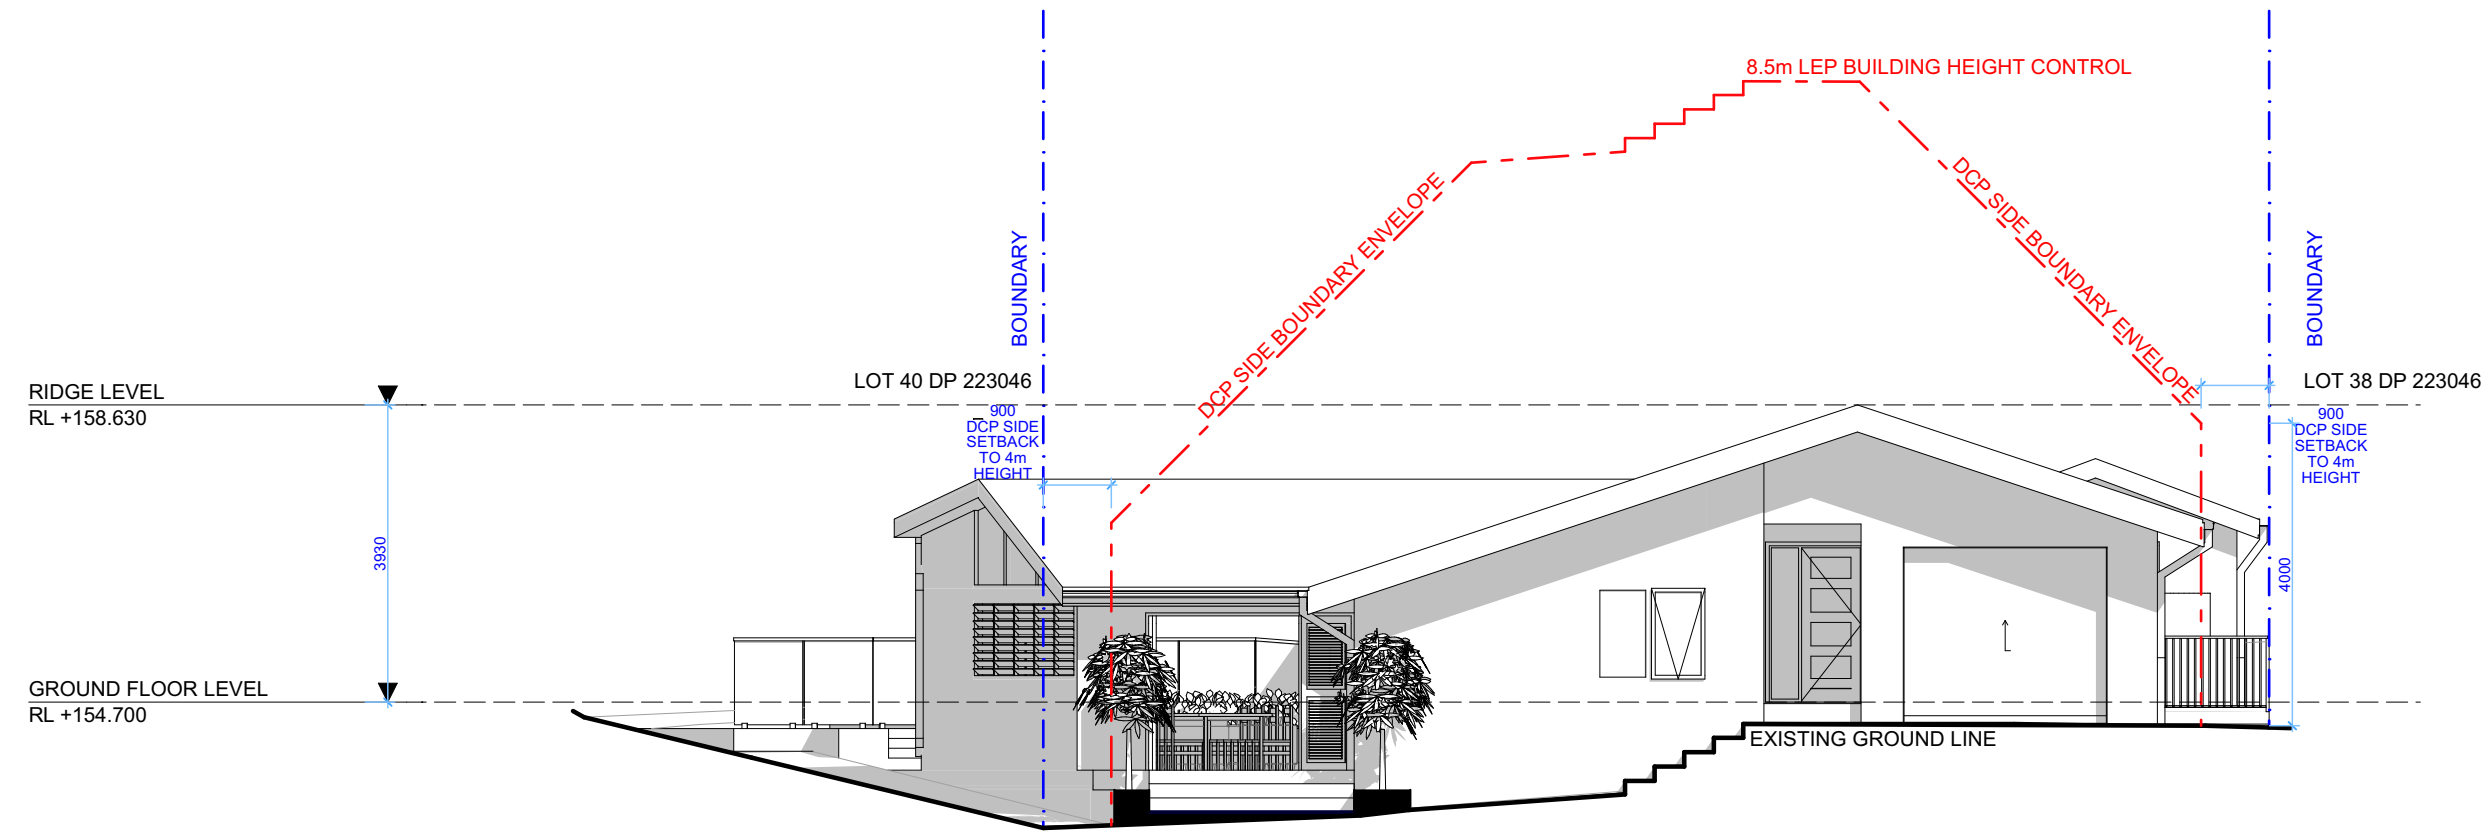 8.5m LEP BUILDING HEIGHT CONTROL
DCP SIDE BOUNDARY ENVELOPE
DCP SIDE BOUNDARY ENVELOPE
BOUNDARY
BOUNDARY
LOT 40 DP 223046
LOT 38 DP 223046
RIDGE LEVEL
RL +158.630
900
DCP SIDE
SETBACK
TO 4m
HEIGHT
900
DCP SIDE
SETBACK
TO 4m
HEIGHT
3930
4000
GROUND FLOOR LEVEL
RL +154.700
EXISTING GROUND LINE